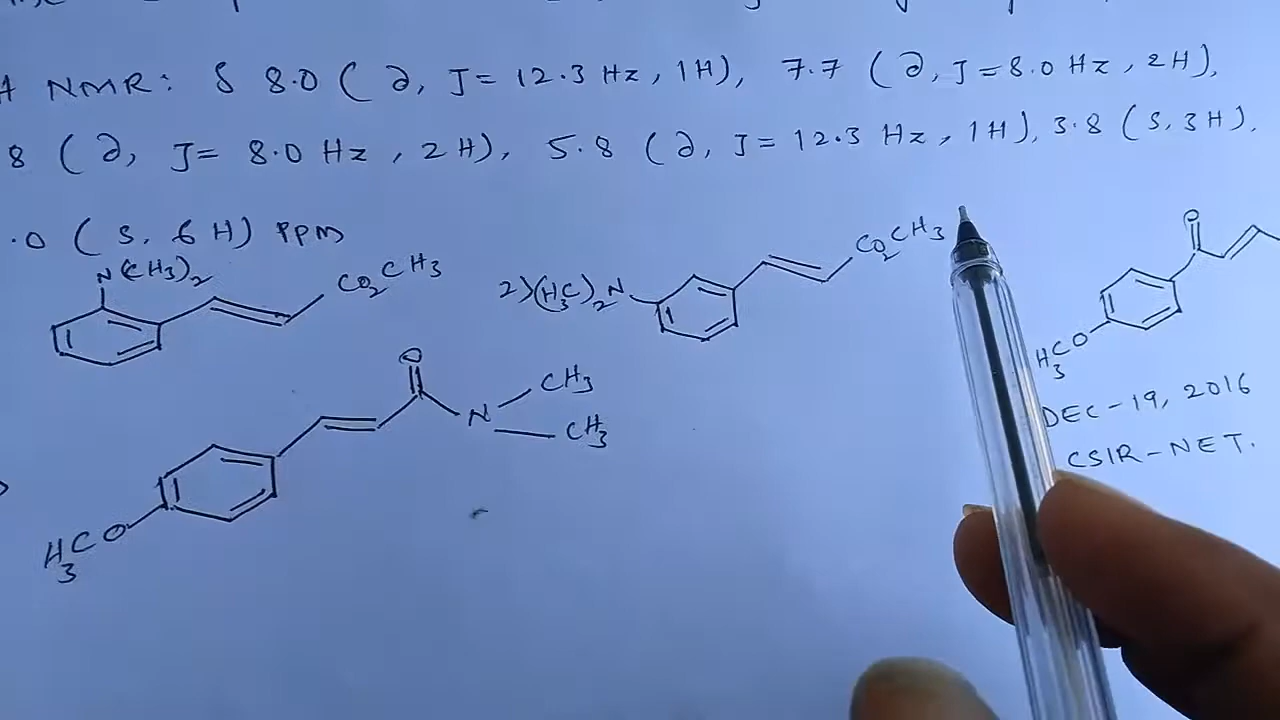 NMR: δ 8.0 (d, J= 12.3 Hz, 1H), 7.7 (d, J=8.0 Hz, 2H),
8 (d, J= 8.0 Hz, 2H), 5.8 (d, J= 12.3 Hz, 1H), 3.8 (s, 3H),
.0 (s, 6H) PPM
N(CH3)2
CO2CH3
2) (H3C)2N
CO2CH3
O
H3CO
O
N
CH3
CH3
H3CO
DEC-19, 2016
CSIR-NET.